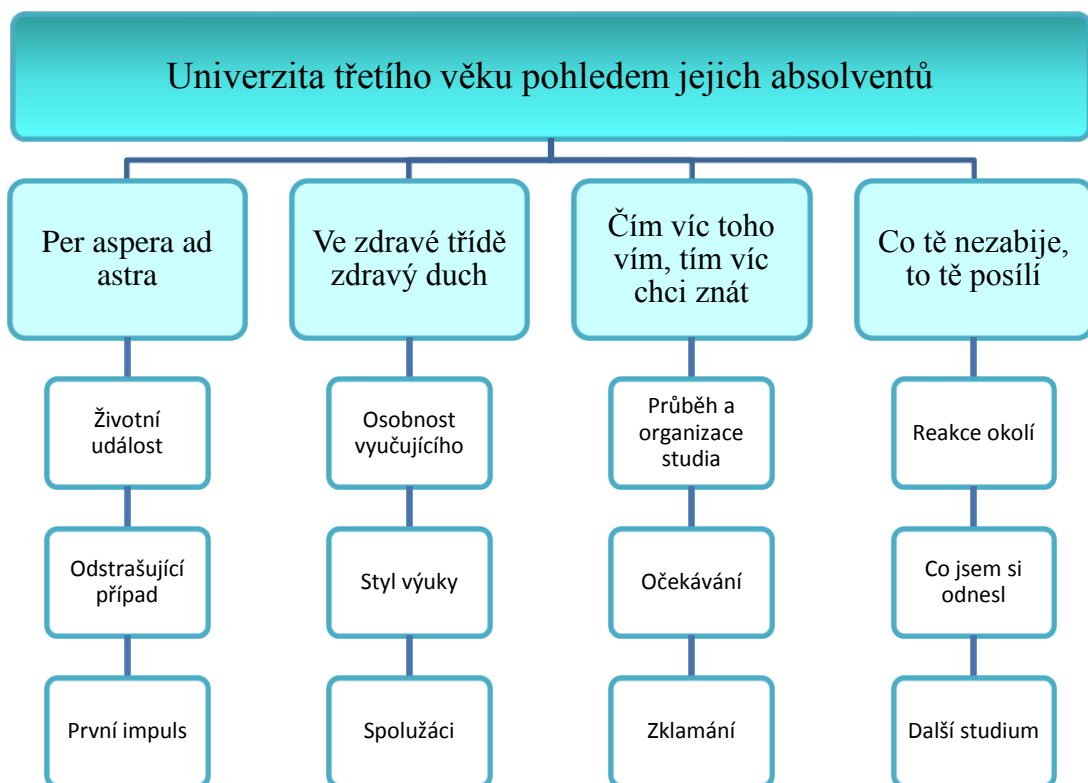 Univerzita třetího věku pohledem jejich absolventů
Per aspera ad
astra
Životní
událost
Odstrašující
případ
První impuls
Ve zdravé třídě
zdravý duch
Osobnost
vyučujícího
Styl výuky
Spolužáci
Čím víc toho
vím, tím víc
chci znát
Průběh a
organizace
studia
Očekávání
Zklamání
Co tě nezabije,
to tě posílí
Reakce okolí
Co jsem si
odnesl
Další studium